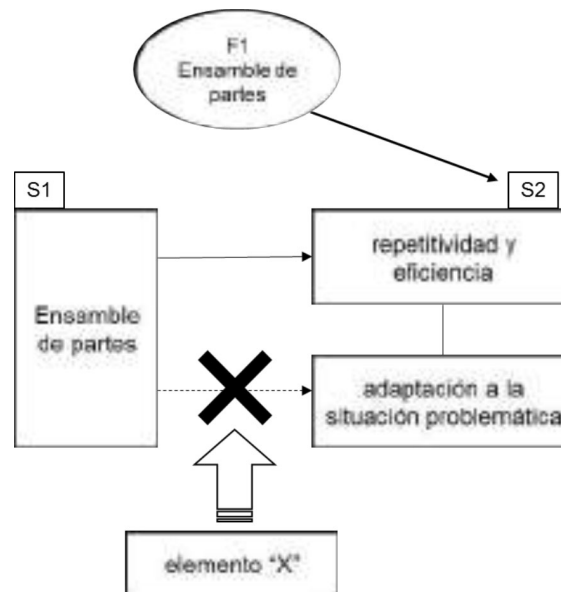 F1
Ensamble de
partes
S1
S2
repetitividad y
eficiencia
Ensamble
de partes
adaptación a la
situación problemática
elemento "X"